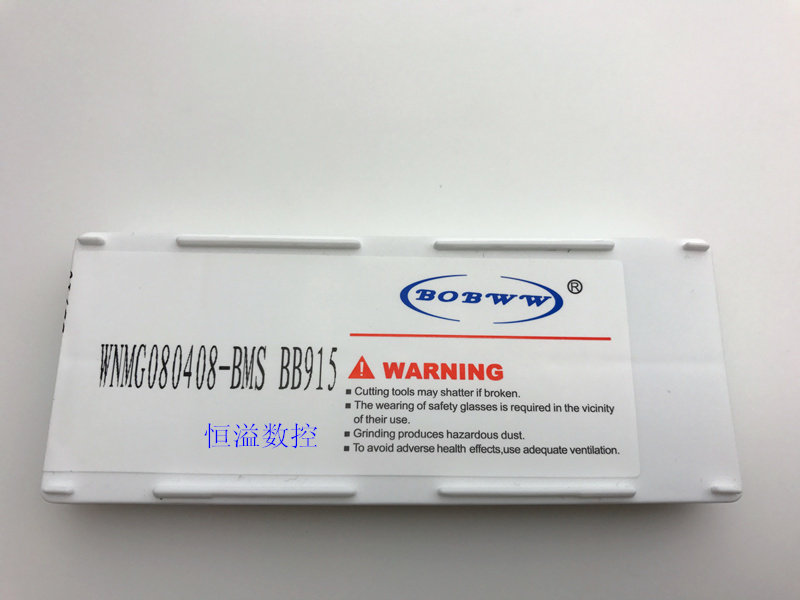 BOBWW®
WNMG080408-BMS BB915
WARNING
▪ Cutting tools may shatter if broken.
▪ The wearing of safety glasses is required in the vicinity
of their use.
▪ Grinding produces hazardous dust.
▪ To avoid adverse health effects,use adequate ventilation.
恒溢数控